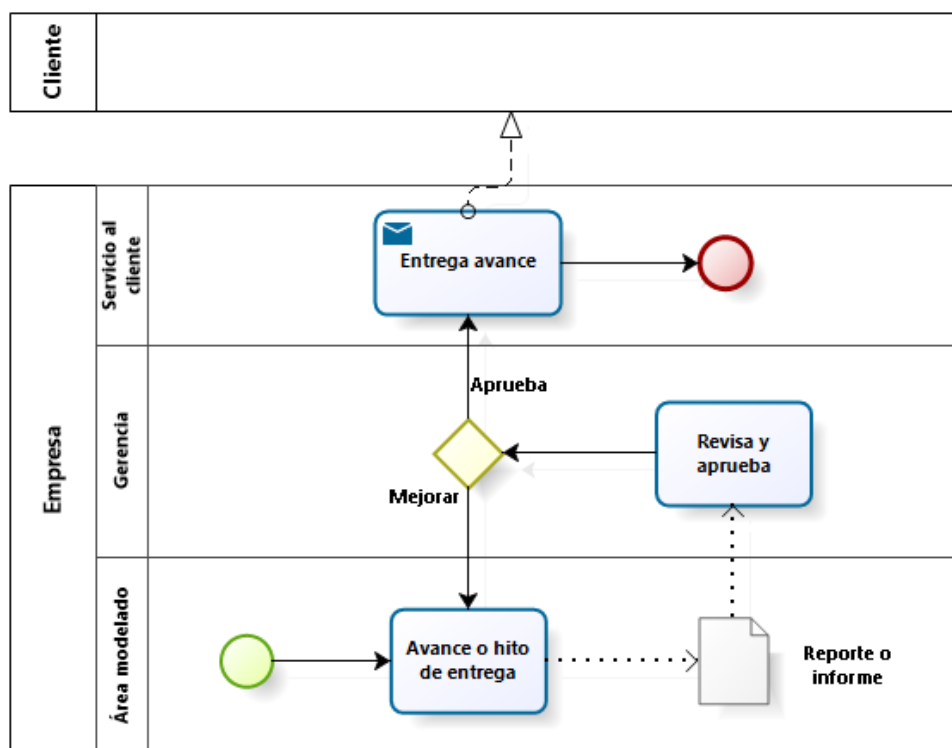 Cliente
Empresa
Servicio al
cliente
Entrega avance
Gerencia
Aprueba
Revisa y
aprueba
Mejorar
Área modelado
Avance o hito
de entrega
Reporte o
informe